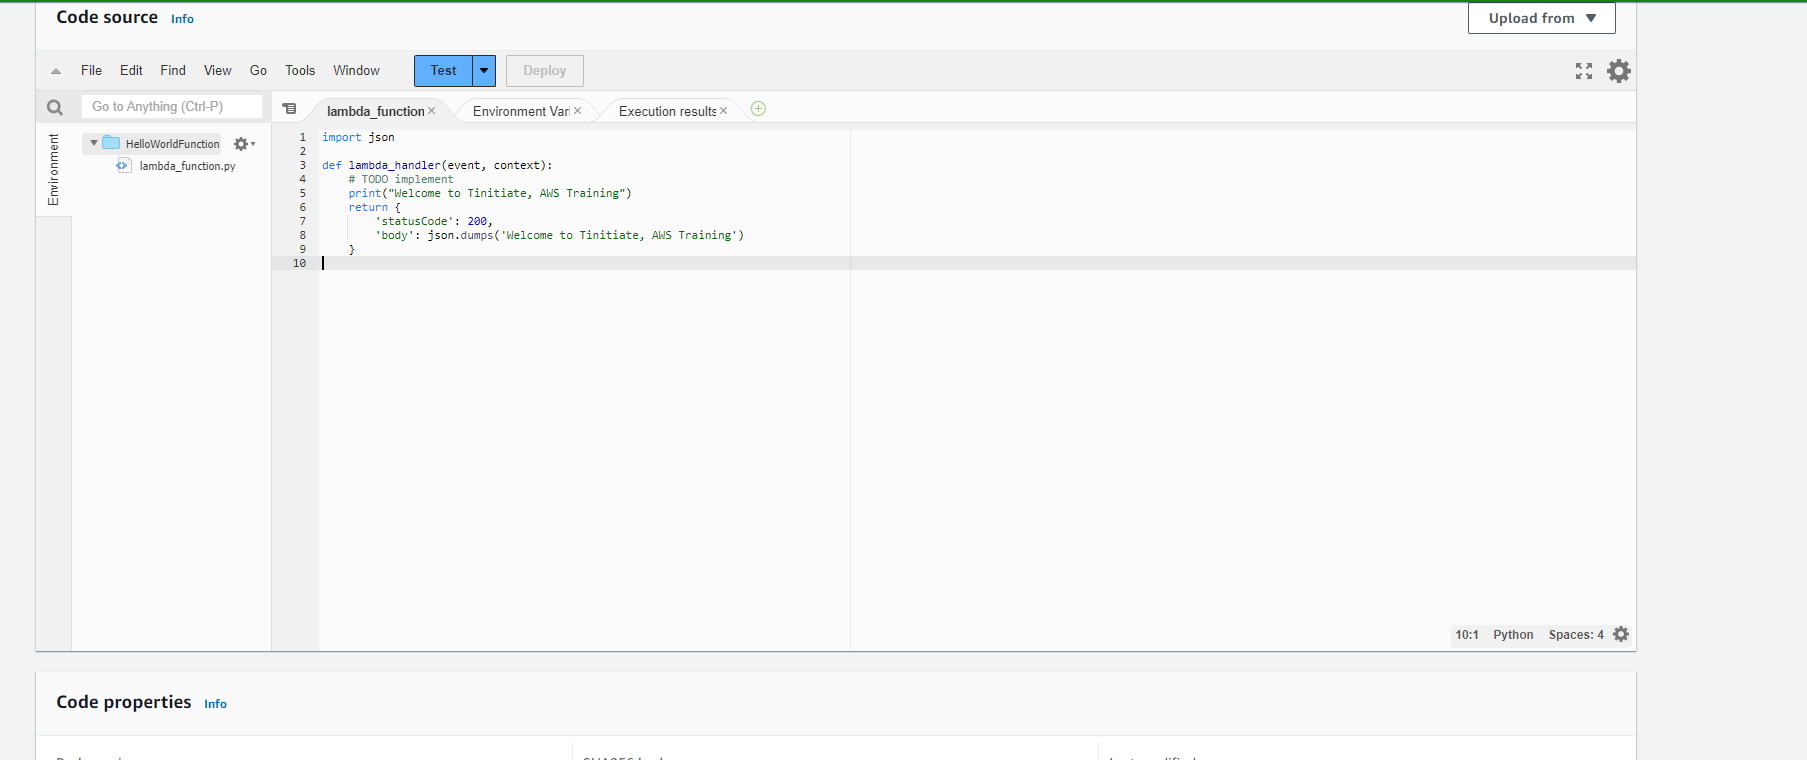 Code source Info
Upload from
File Edit Find View Go Tools Window Test Deploy
Go to Anything (Ctrl-P)
lambda_function × Environment Vari × Execution results ×
Environment
HelloWorldFunction
lambda_function.py
1 import json
2
3 def lambda_handler(event, context):
4 # TODO implement
5 print("Welcome to Tinitiate, AWS Training")
6 return {
7 'statusCode': 200,
8 'body': json.dumps('Welcome to Tinitiate, AWS Training')
9 }
10
10:1 Python Spaces: 4
Code properties Info